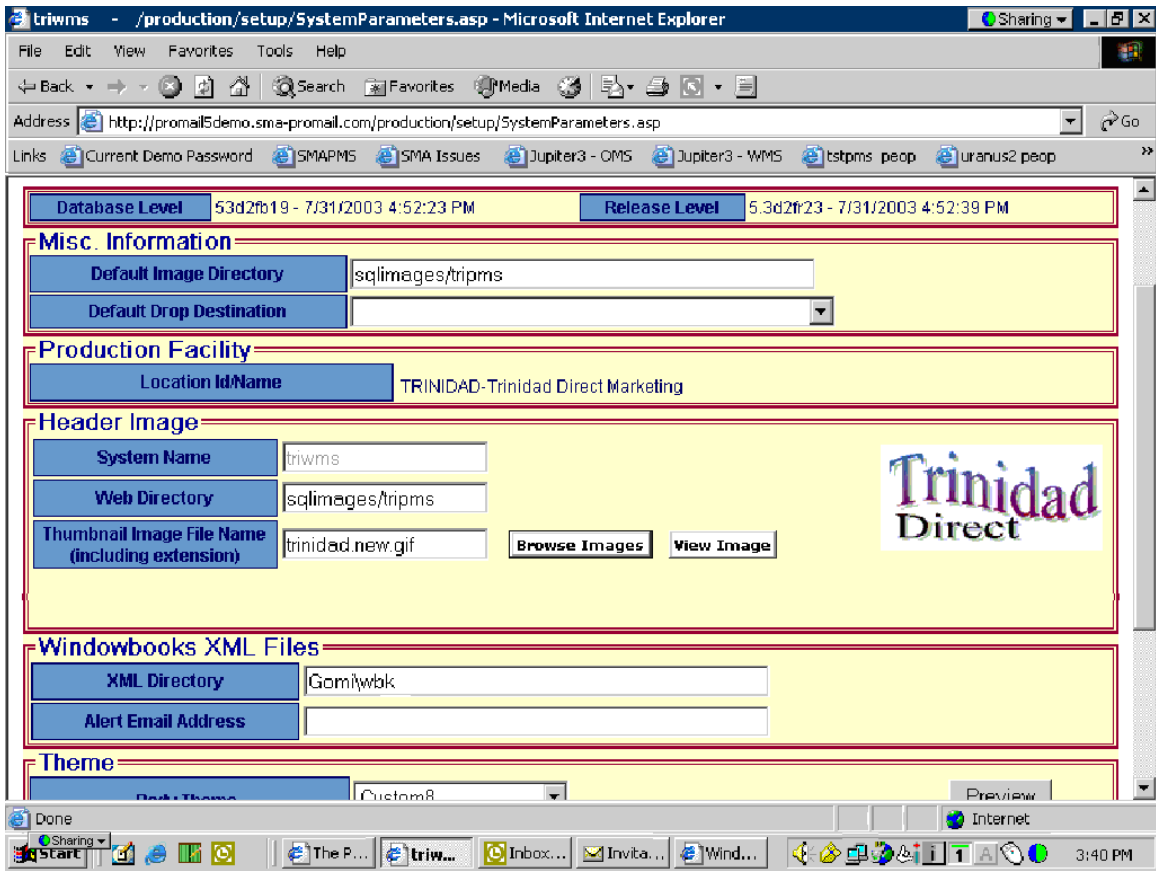 triwms - /production/setup/SystemParameters.asp - Microsoft Internet Explorer
Sharing
File Edit View Favorites Tools Help
Back Search Favorites Media
Address http://promail5demo.sma-promail.com/production/setup/SystemParameters.asp Go
Links Current Demo Password SMAPMS SMA Issues Jupiter3 - OMS Jupiter3 - WMS tstpms peop uranus2 peop »
Database Level 53d2fb19 - 7/31/2003 4:52:23 PM Release Level 5.3d2fr23 - 7/31/2003 4:52:39 PM
Misc. Information
Default Image Directory sqlimages/tripms
Default Drop Destination
Production Facility
Location Id/Name TRINIDAD-Trinidad Direct Marketing
Header Image
System Name triwms
Web Directory sqlimages/tripms
Thumbnail Image File Name
(including extension)
trinidad.new.gif Browse Images View Image
Trinidad
Direct
Windowbooks XML Files
XML Directory Gomi\wbk
Alert Email Address
Theme
Custom8 Preview
Done Internet
Sharing
Start The P... triw... Inbox... Invita... Wind... 3:40 PM